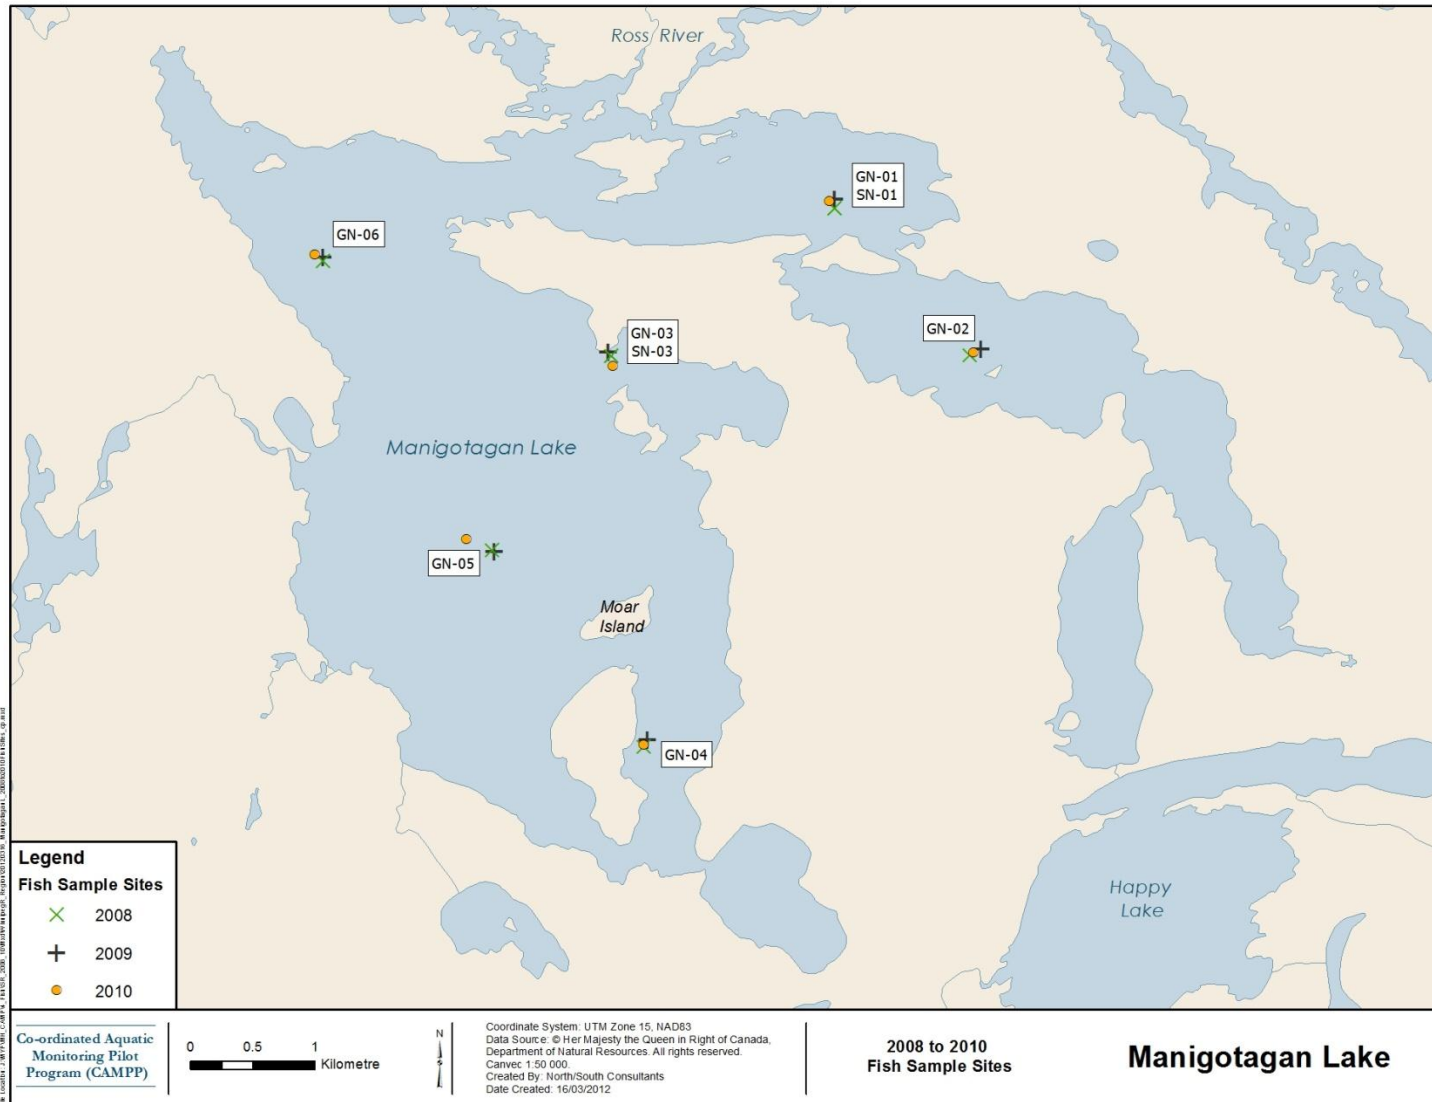 Ross River
GN-01
SN-01
GN-06
GN-03
SN-03
GN-02
Manigotagan Lake
GN-05
Moar
Island
GN-04
Happy
Lake
Legend
Fish Sample Sites
2008
2009
2010
Co-ordinated Aquatic
Monitoring Pilot
Program (CAMPP)
0 0.5 1
Kilometre
N
S
Coordinate System: UTM Zone 15, NAD83
Data Source: © Her Majesty the Queen in Right of Canada,
Department of Natural Resources. All rights reserved.
Canvec 1:50 000.
Created By: North/South Consultants
Date Created: 16/03/2012
2008 to 2010
Fish Sample Sites
Manigotagan Lake